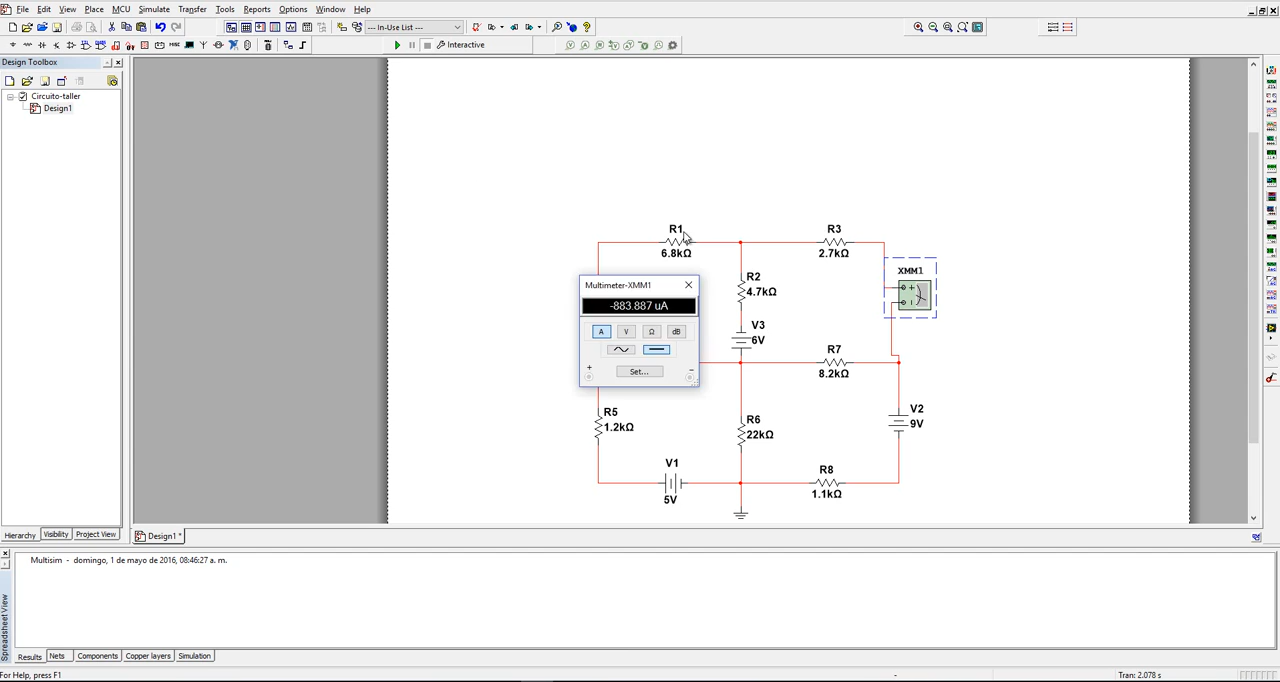 File Edit View Place MCU Simulate Transfer Tools Reports Options Window Help
--- In-Use List ---
Interactive
Design Toolbox
Circuito-taller
Design1
R1
6.8kΩ
R3
2.7kΩ
XMM1
R2
4.7kΩ
Multimeter-XMM1
-883.887 uA
A V Ω dB
Set...
+ -
V3
6V
R7
8.2kΩ
R5
1.2kΩ
R6
22kΩ
V2
9V
V1
5V
R8
1.1kΩ
Hierarchy Visibility Project View
Design1 *
Multisim - domingo, 1 de mayo de 2016, 08:46:27 a. m.
Spreadsheet View
Results Nets Components Copper layers Simulation
For Help, press F1
- Tran: 2.078 s